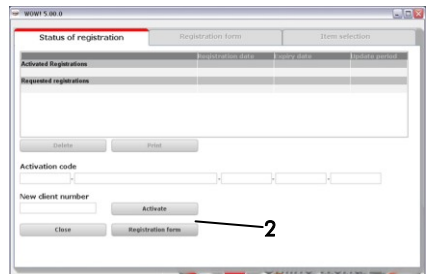 WOW! 5.00.0
Status of registration Registration form Item selection
Registration date Expiry date Update period
Activated Registrations
Requested registrations
Delete Print
Activation code
- - - -
New client number
Activate
2
Close Registration form